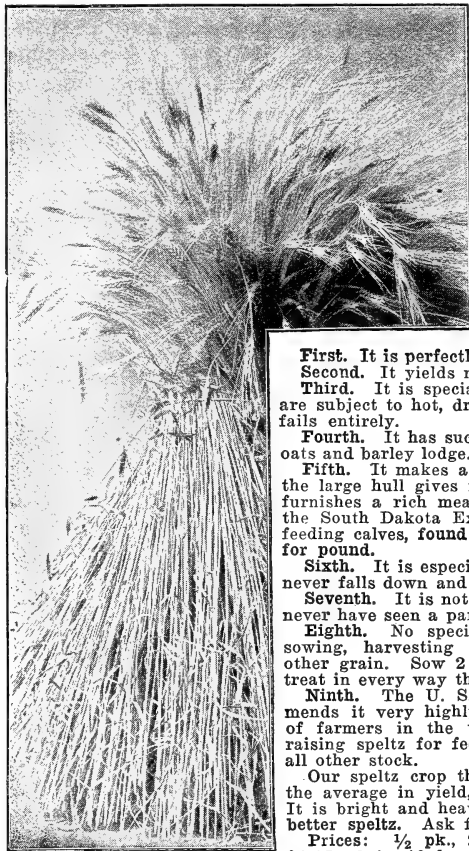 First. It is perfectl
Second. It yields
Third. It is specia
are subject to hot, dr
fails entirely.
Fourth. It has suc
oats and barley lodge.
Fifth. It makes a
the large hull gives
furnishes a rich mea
the South Dakota Ex
feeding calves, found
for pound.
Sixth. It is especi
never falls down and
Seventh. It is not
never have seen a pa
Eighth. No speci
sowing, harvesting
other grain. Sow 2
treat in every way th
Ninth. The U. S
mends it very highl
of farmers in the
raising speltz for fe
all other stock.
Our speltz crop th
the average in yield,
It is bright and hea
better speltz. Ask f
Prices: ½ pk.,